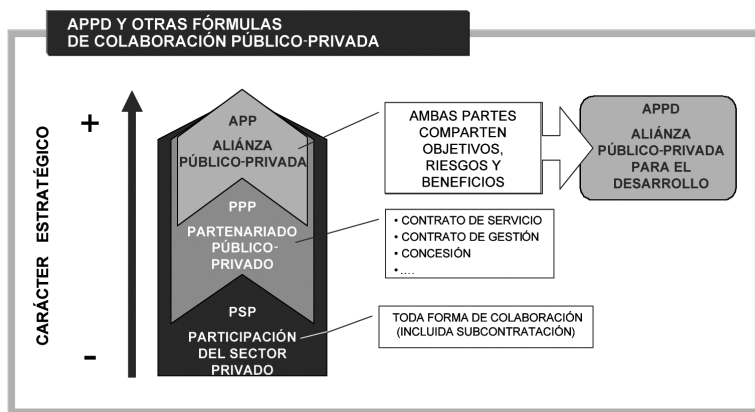 APPD Y OTRAS FÓRMULAS
DE COLABORACIÓN PÚBLICO-PRIVADA
CARÁCTER ESTRATÉGICO
+
-
APP
ALIÁNZA
PÚBLICO-PRIVADA
PPP
PARTENARIADO
PÚBLICO-
PRIVADO
PSP
PARTICIPACIÓN
DEL SECTOR
PRIVADO
AMBAS PARTES
COMPARTEN
OBJETIVOS,
RIESGOS Y
BENEFICIOS
• CONTRATO DE SERVICIO
• CONTRATO DE GESTIÓN
• CONCESIÓN
• ....
TODA FORMA DE COLABORACIÓN
(INCLUIDA SUBCONTRATACIÓN)
APPD
ALIÁNZA
PÚBLICO-PRIVADA
PARA EL
DESARROLLO